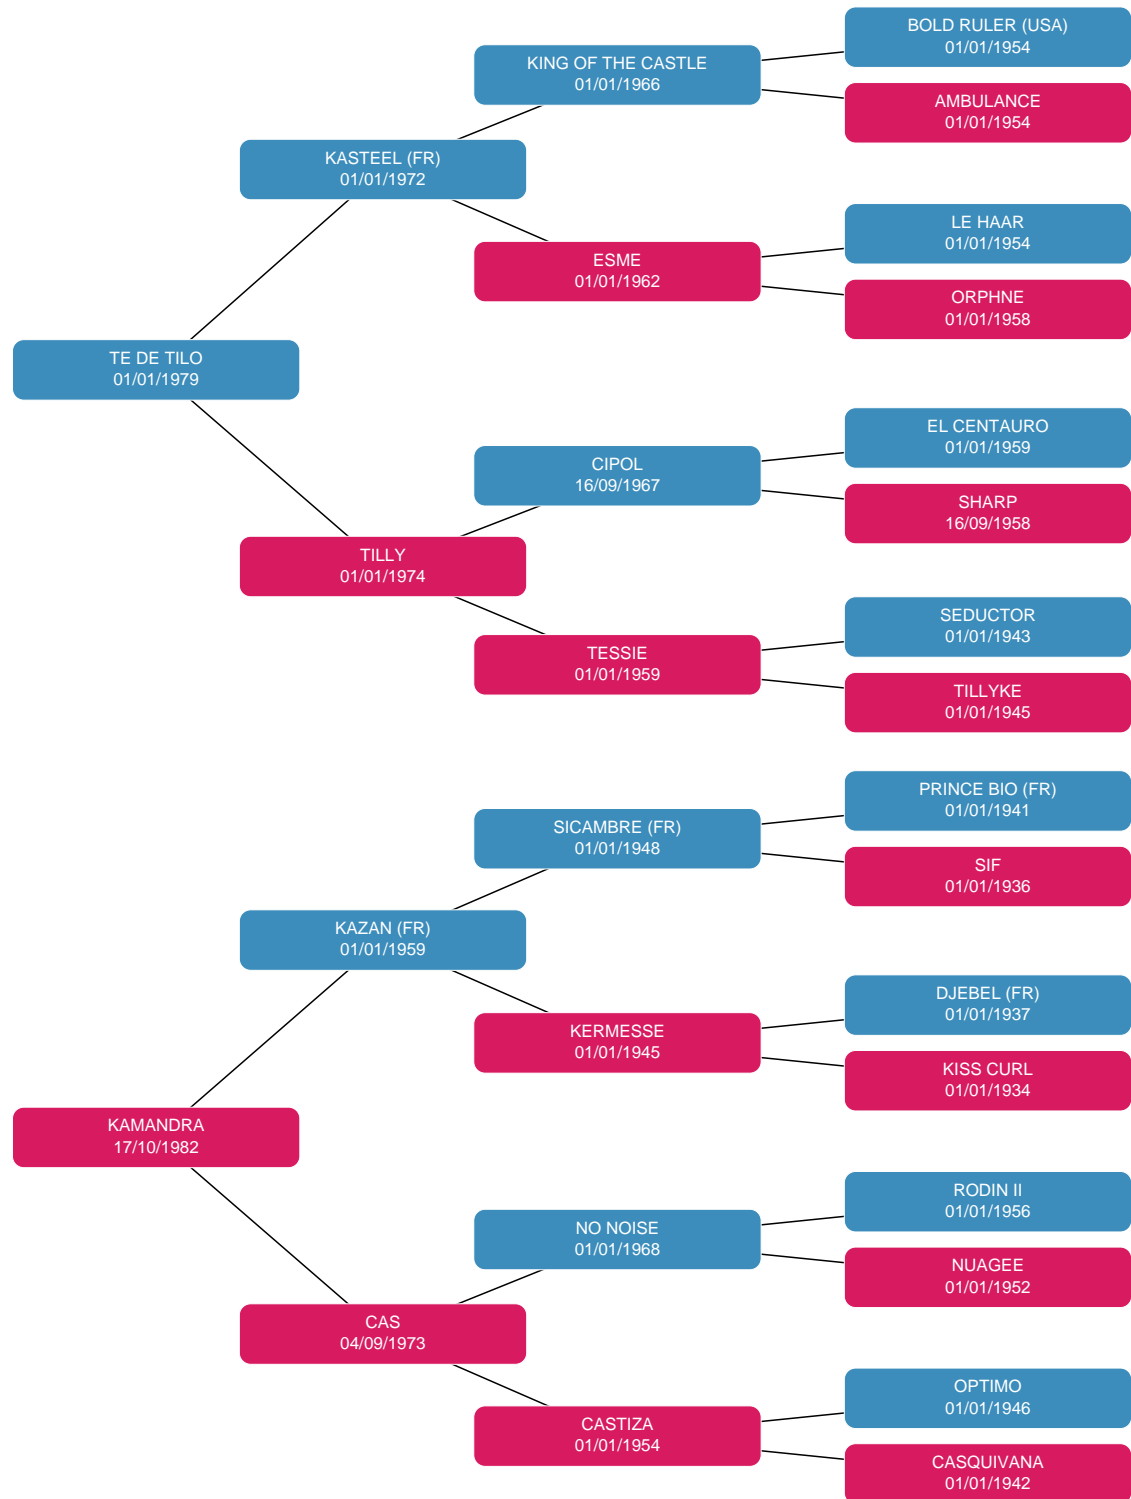 BOLD RULER (USA)
01/01/1954
KING OF THE CASTLE
01/01/1966
AMBULANCE
01/01/1954
KASTEEL (FR)
01/01/1972
LE HAAR
01/01/1954
ESME
01/01/1962
ORPHNE
01/01/1958
TE DE TILO
01/01/1979
EL CENTAURO
01/01/1959
CIPOL
16/09/1967
SHARP
16/09/1958
TILLY
01/01/1974
SEDUCTOR
01/01/1943
TESSIE
01/01/1959
TILLYKE
01/01/1945
PRINCE BIO (FR)
01/01/1941
SICAMBRE (FR)
01/01/1948
SIF
01/01/1936
KAZAN (FR)
01/01/1959
DJEBEL (FR)
01/01/1937
KERMESSE
01/01/1945
KISS CURL
01/01/1934
KAMANDRA
17/10/1982
RODIN II
01/01/1956
NO NOISE
01/01/1968
NUAGEE
01/01/1952
CAS
04/09/1973
OPTIMO
01/01/1946
CASTIZA
01/01/1954
CASQUIVANA
01/01/1942